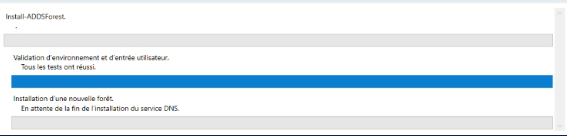 Install-ADDSForest.
.
Validation d'environnement et d'entrée utilisateur.
Tous les tests ont réussi.
Installation d'une nouvelle forêt.
En attente de la fin de l'installation du service DNS.